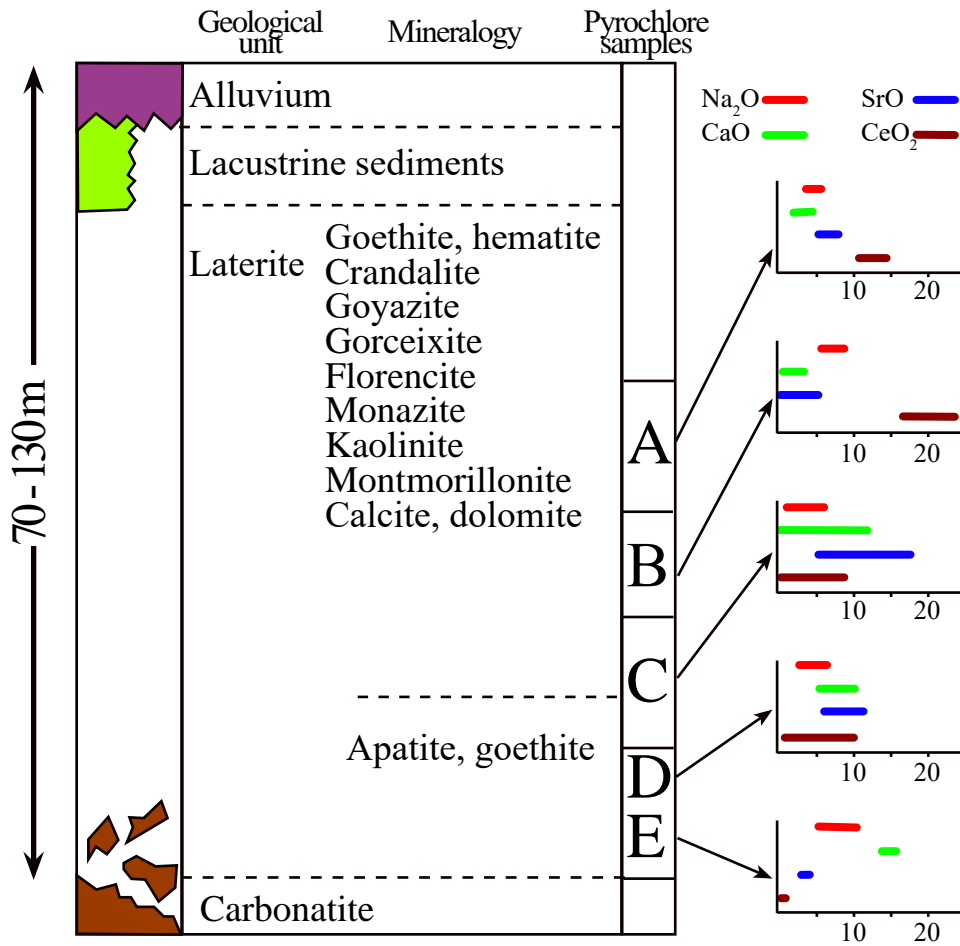 Geological unit
Mineralogy
Pyrochlore samples
Alluvium
Lacustrine sediments
Laterite
Goethite, hematite
Crandalite
Goyazite
Gorceixite
Florencite
Monazite
Kaolinite
Montmorillonite
Calcite, dolomite
Apatite, goethite
Carbonatite
70-130m
A
B
C
D
E
Na₂O
SrO
CaO
CeO₂
10 20
10 20
10 20
10 20
10 20